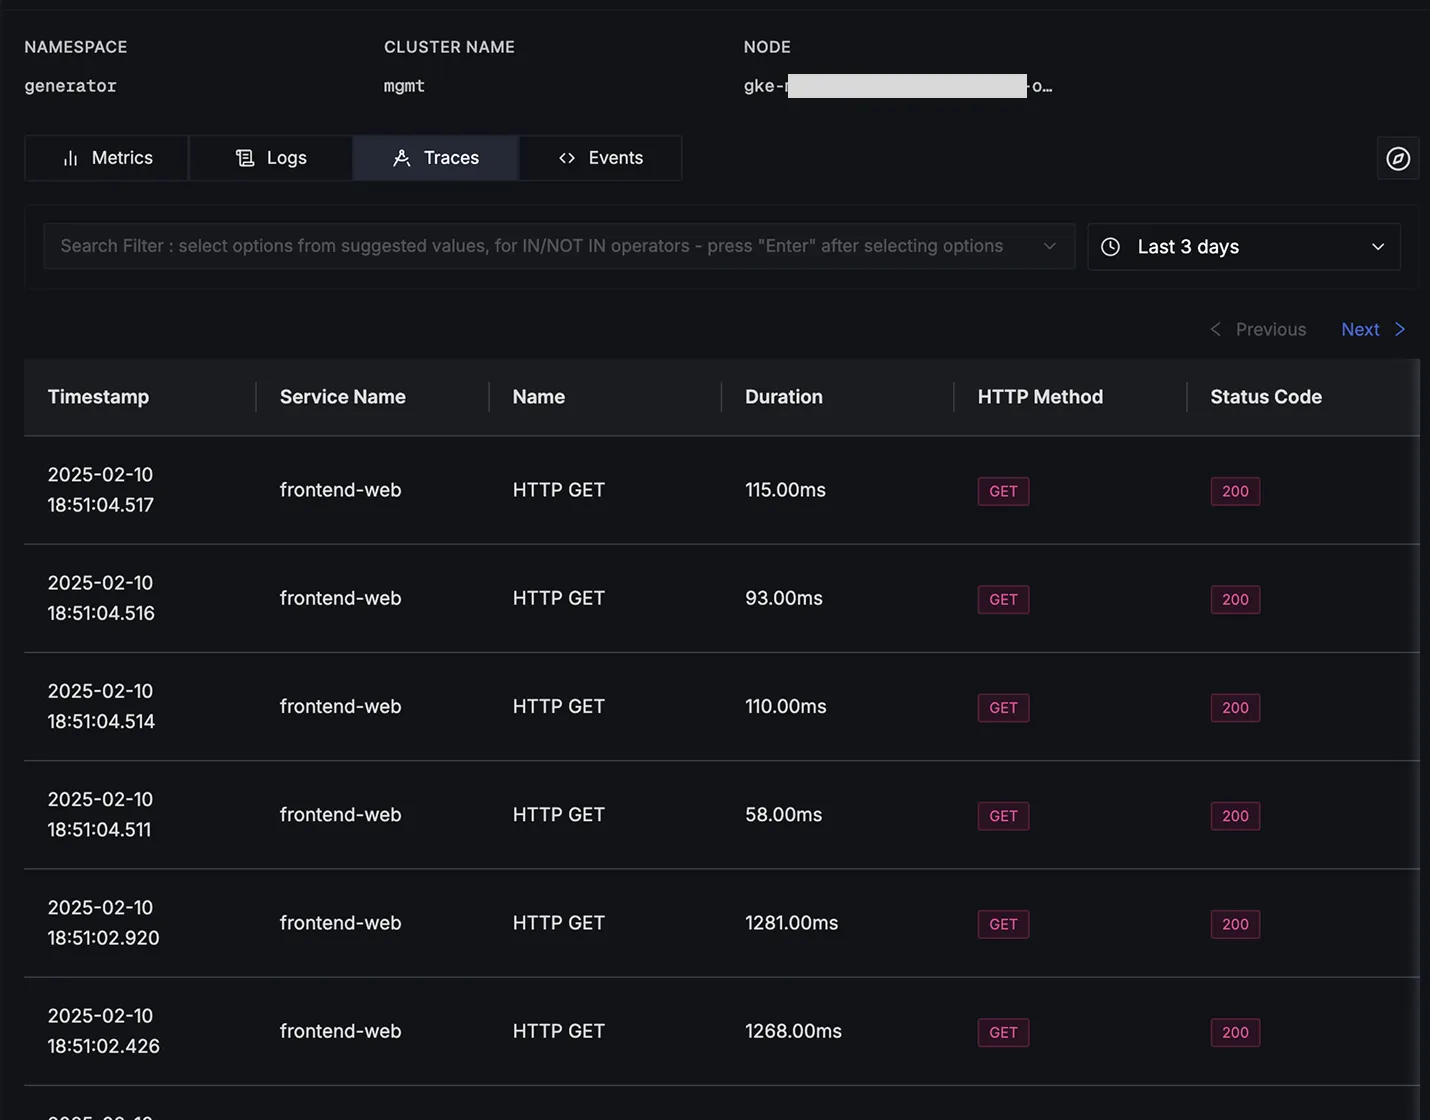 NAMESPACE CLUSTER NAME NODE
generator mgmt gke- -o…
Metrics Logs Traces Events
Search Filter : select options from suggested values, for IN/NOT IN operators - press "Enter" after selecting options Last 3 days
Previous Next
Timestamp Service Name Name Duration HTTP Method Status Code
2025-02-10
18:51:04.517 frontend-web HTTP GET 115.00ms GET 200
2025-02-10
18:51:04.516 frontend-web HTTP GET 93.00ms GET 200
2025-02-10
18:51:04.514 frontend-web HTTP GET 110.00ms GET 200
2025-02-10
18:51:04.511 frontend-web HTTP GET 58.00ms GET 200
2025-02-10
18:51:02.920 frontend-web HTTP GET 1281.00ms GET 200
2025-02-10
18:51:02.426 frontend-web HTTP GET 1268.00ms GET 200